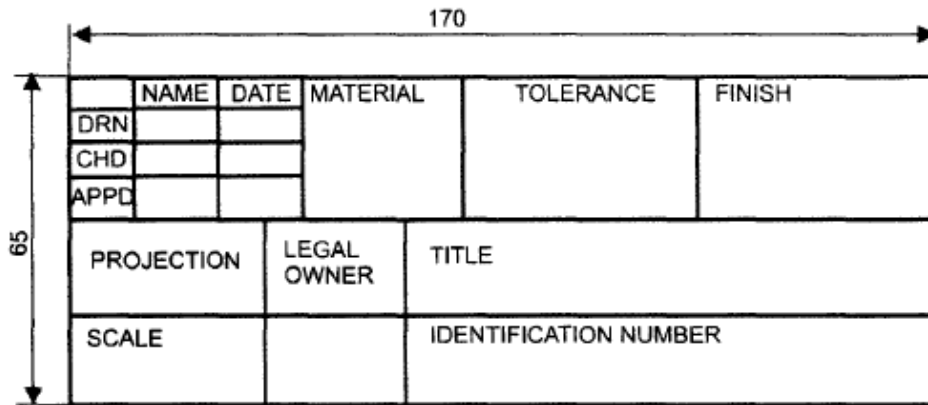 170
NAME DATE MATERIAL TOLERANCE FINISH
DRN
CHD
APPD
65
PROJECTION
LEGAL
OWNER
TITLE
SCALE
IDENTIFICATION NUMBER